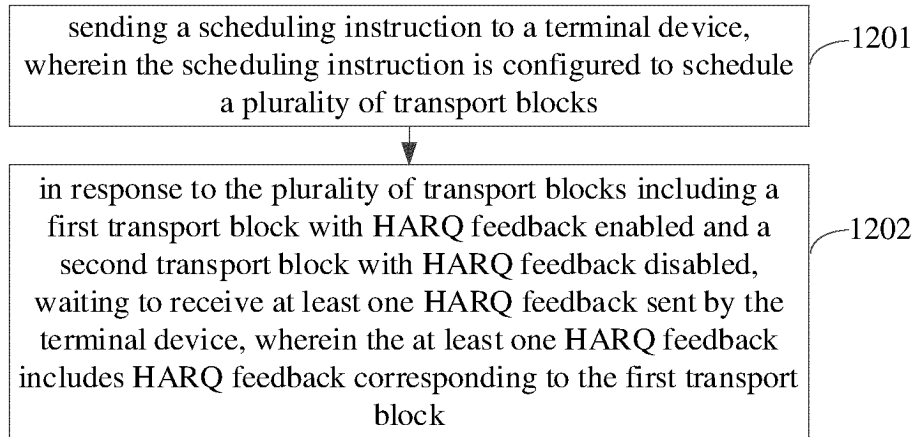 sending a scheduling instruction to a terminal device,
wherein the scheduling instruction is configured to schedule
a plurality of transport blocks
1201
in response to the plurality of transport blocks including a
first transport block with HARQ feedback enabled and a
second transport block with HARQ feedback disabled,
waiting to receive at least one HARQ feedback sent by the
terminal device, wherein the at least one HARQ feedback
includes HARQ feedback corresponding to the first transport
block
1202